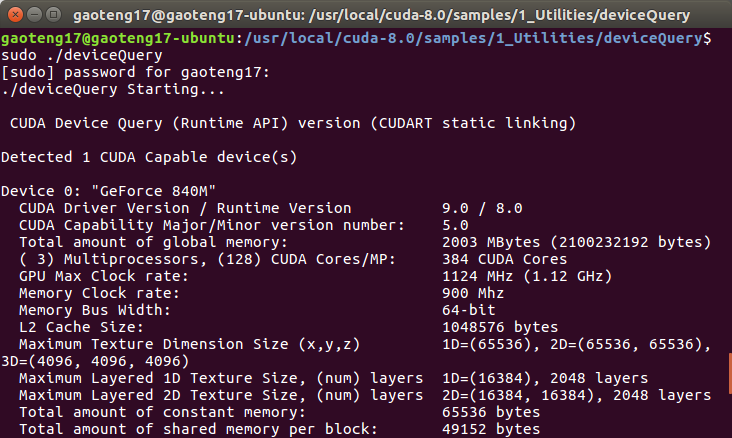 gaoteng17@gaoteng17-ubuntu: /usr/local/cuda-8.0/samples/1_Utilities/deviceQuery
gaoteng17@gaoteng17-ubuntu:/usr/local/cuda-8.0/samples/1_Utilities/deviceQuery$
sudo ./deviceQuery
[sudo] password for gaoteng17:
./deviceQuery Starting...
CUDA Device Query (Runtime API) version (CUDART static linking)
Detected 1 CUDA Capable device(s)
Device 0: "GeForce 840M"
CUDA Driver Version / Runtime Version 9.0 / 8.0
CUDA Capability Major/Minor version number: 5.0
Total amount of global memory: 2003 MBytes (2100232192 bytes)
( 3) Multiprocessors, (128) CUDA Cores/MP: 384 CUDA Cores
GPU Max Clock rate: 1124 MHz (1.12 GHz)
Memory Clock rate: 900 Mhz
Memory Bus Width: 64-bit
L2 Cache Size: 1048576 bytes
Maximum Texture Dimension Size (x,y,z) 1D=(65536), 2D=(65536, 65536),
3D=(4096, 4096, 4096)
Maximum Layered 1D Texture Size, (num) layers 1D=(16384), 2048 layers
Maximum Layered 2D Texture Size, (num) layers 2D=(16384, 16384), 2048 layers
Total amount of constant memory: 65536 bytes
Total amount of shared memory per block: 49152 bytes